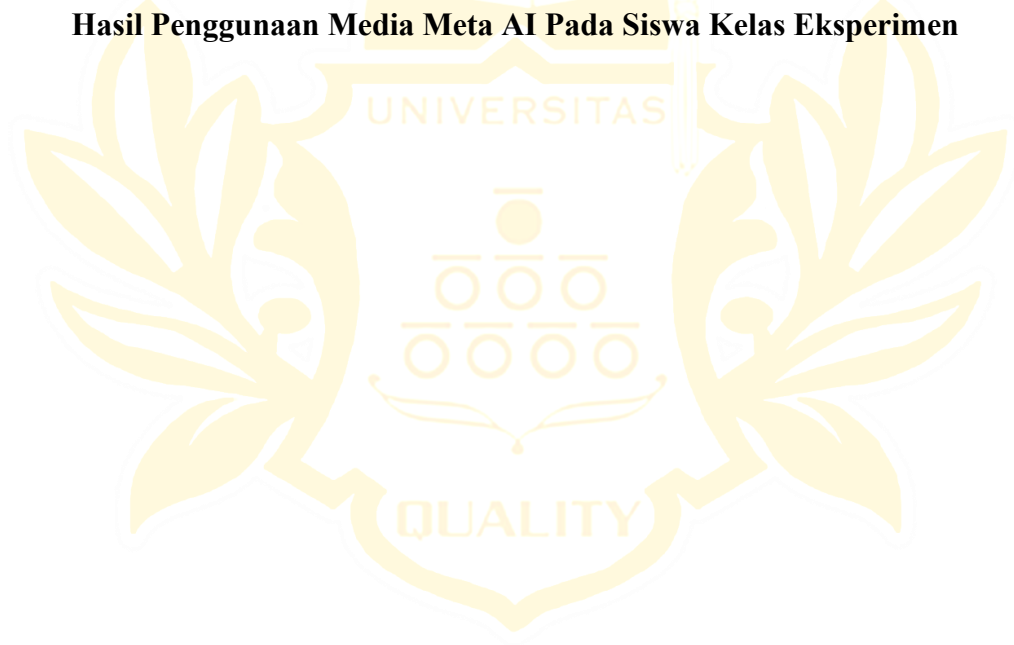 Hasil Penggunaan Media Meta AI Pada Siswa Kelas Eksperimen
UNIVERSITAS
QUALITY